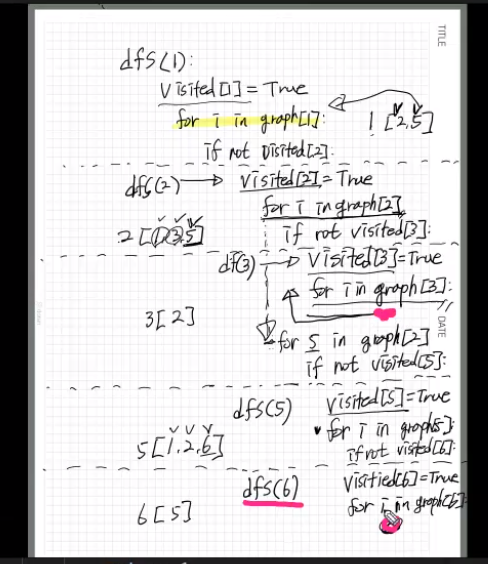 TITLE
dfs(1):
visited[1] = True
for i in graph[1]:
1 [2,5]
if not visited[2]:
dfs(2) → visited[2] = True
for i in graph[2]
2 [1,3,5]
if not visited[3]:
df(3) → visited[3] = True
for i in graph[3]:
3 [2]
DATE
for 5 in graph[2]
if not visited[5]:
dfs(5)
visited[5] = True
for i in graph[5]:
5 [1,2,6]
if not visited[6]:
dfs(6)
visitied[6] = True
for i in graph[6]:
6 [5]